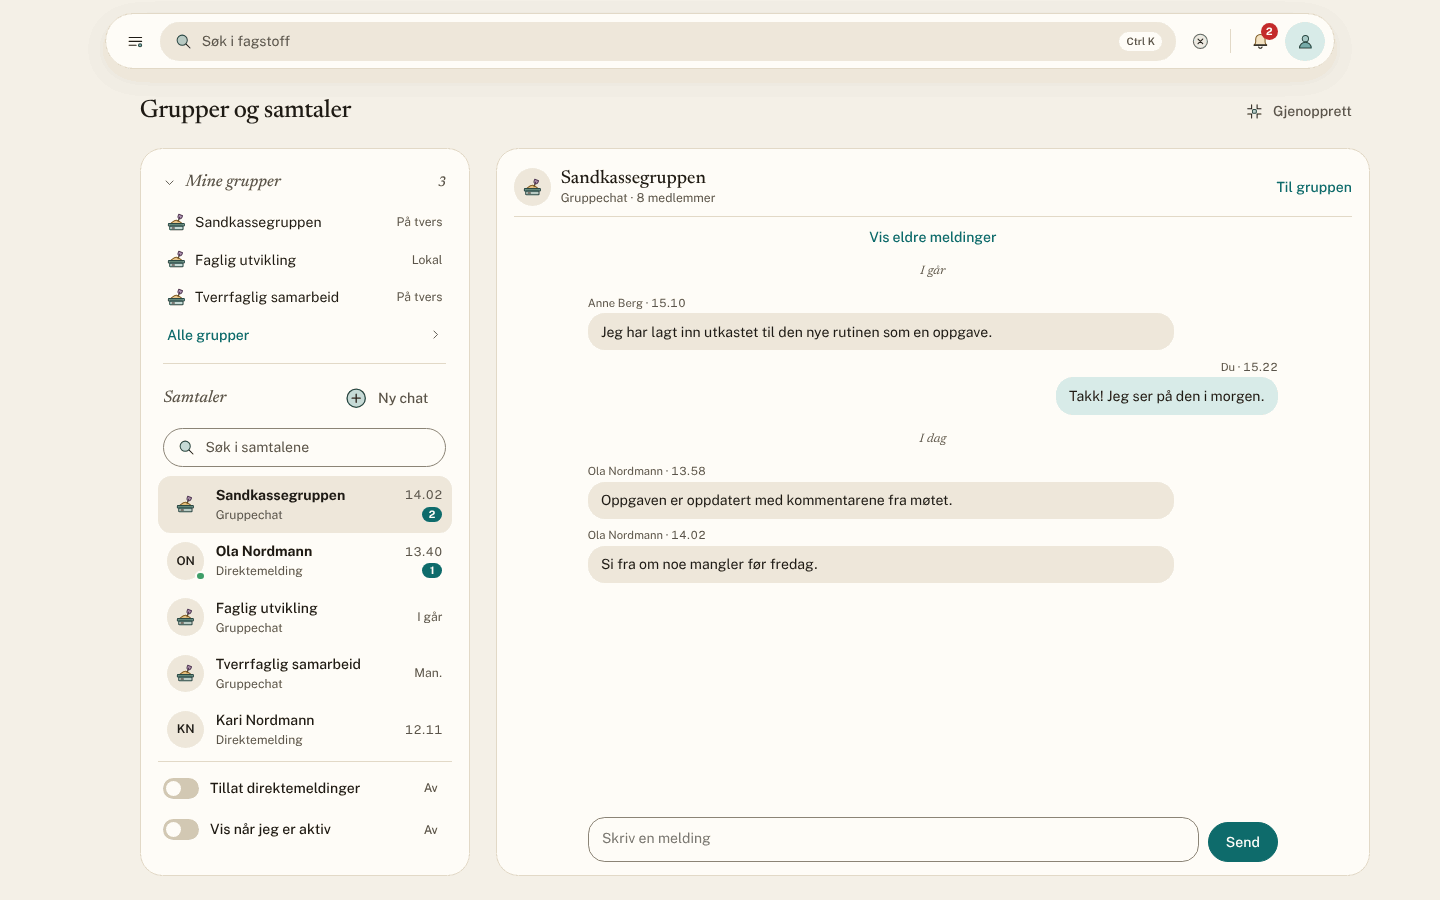 Søk i fagstoff
Ctrl K
2
Grupper og samtaler
Gjenopprett
Mine grupper
3
Sandkassegruppen
På tvers
Faglig utvikling
Lokal
Tverrfaglig samarbeid
På tvers
Alle grupper
Samtaler
Ny chat
Søk i samtalene
Sandkassegruppen
14.02
Gruppechat
2
ON
Ola Nordmann
13.40
Direktemelding
1
Faglig utvikling
I går
Gruppechat
Tverrfaglig samarbeid
Man.
Gruppechat
KN
Kari Nordmann
12.11
Direktemelding
Tillat direktemeldinger
Av
Vis når jeg er aktiv
Av
Sandkassegruppen
Gruppechat · 8 medlemmer
Til gruppen
Vis eldre meldinger
I går
Anne Berg · 15.10
Jeg har lagt inn utkastet til den nye rutinen som en oppgave.
Du · 15.22
Takk! Jeg ser på den i morgen.
I dag
Ola Nordmann · 13.58
Oppgaven er oppdatert med kommentarene fra møtet.
Ola Nordmann · 14.02
Si fra om noe mangler før fredag.
Skriv en melding
Send